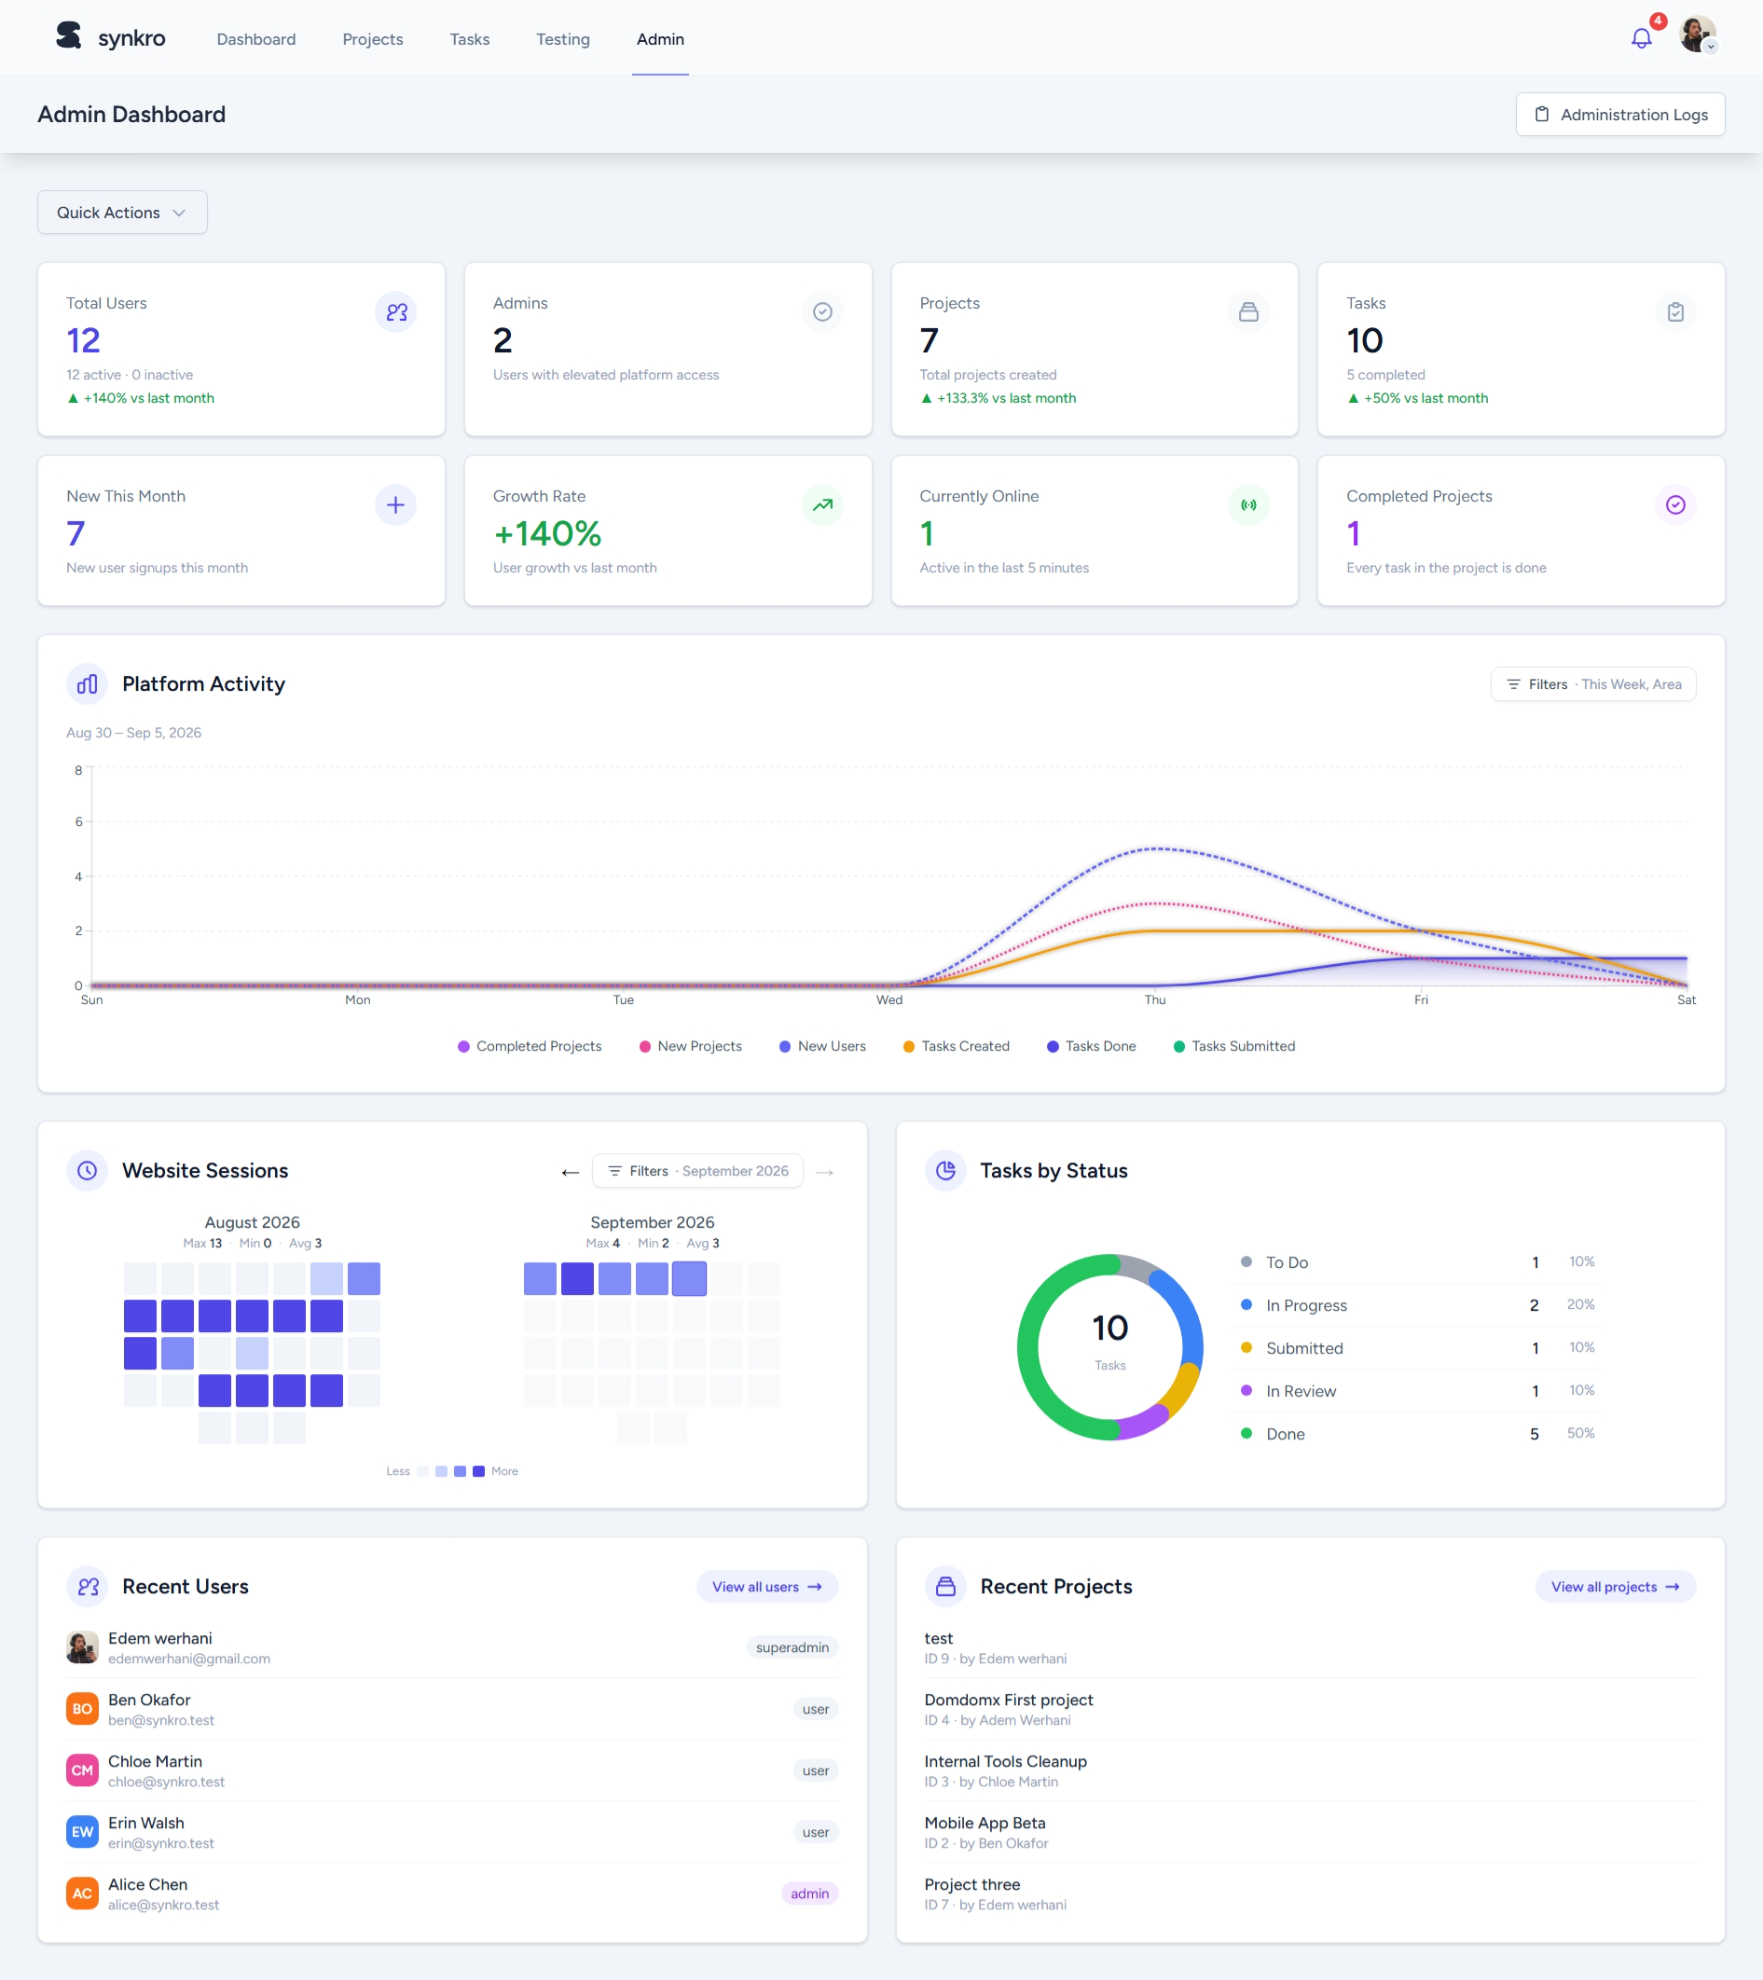 synkro
Dashboard
Projects
Tasks
Testing
Admin
4
Admin Dashboard
Administration Logs
Quick Actions
Total Users
12
12 active · 0 inactive
▲ +140% vs last month
Admins
2
Users with elevated platform access
Projects
7
Total projects created
▲ +133.3% vs last month
Tasks
10
5 completed
▲ +50% vs last month
New This Month
7
New user signups this month
Growth Rate
+140%
User growth vs last month
Currently Online
1
Active in the last 5 minutes
Completed Projects
1
Every task in the project is done
Platform Activity
Filters · This Week, Area
Aug 30 – Sep 5, 2026
8
6
4
2
0
Sun Mon Tue Wed Thu Fri Sat
Completed Projects New Projects New Users Tasks Created Tasks Done Tasks Submitted
Website Sessions
← Filters · September 2026 →
August 2026
Max 13 · Min 0 · Avg 3
September 2026
Max 4 · Min 2 · Avg 3
Less More
Tasks by Status
10
Tasks
To Do 1 10%
In Progress 2 20%
Submitted 1 10%
In Review 1 10%
Done 5 50%
Recent Users
View all users →
Edem werhani
edemwerhani@gmail.com
superadmin
BO
Ben Okafor
ben@synkro.test
user
CM
Chloe Martin
chloe@synkro.test
user
EW
Erin Walsh
erin@synkro.test
user
AC
Alice Chen
alice@synkro.test
admin
Recent Projects
View all projects →
test
ID 9 · by Edem werhani
Domdomx First project
ID 4 · by Adem Werhani
Internal Tools Cleanup
ID 3 · by Chloe Martin
Mobile App Beta
ID 2 · by Ben Okafor
Project three
ID 7 · by Edem werhani